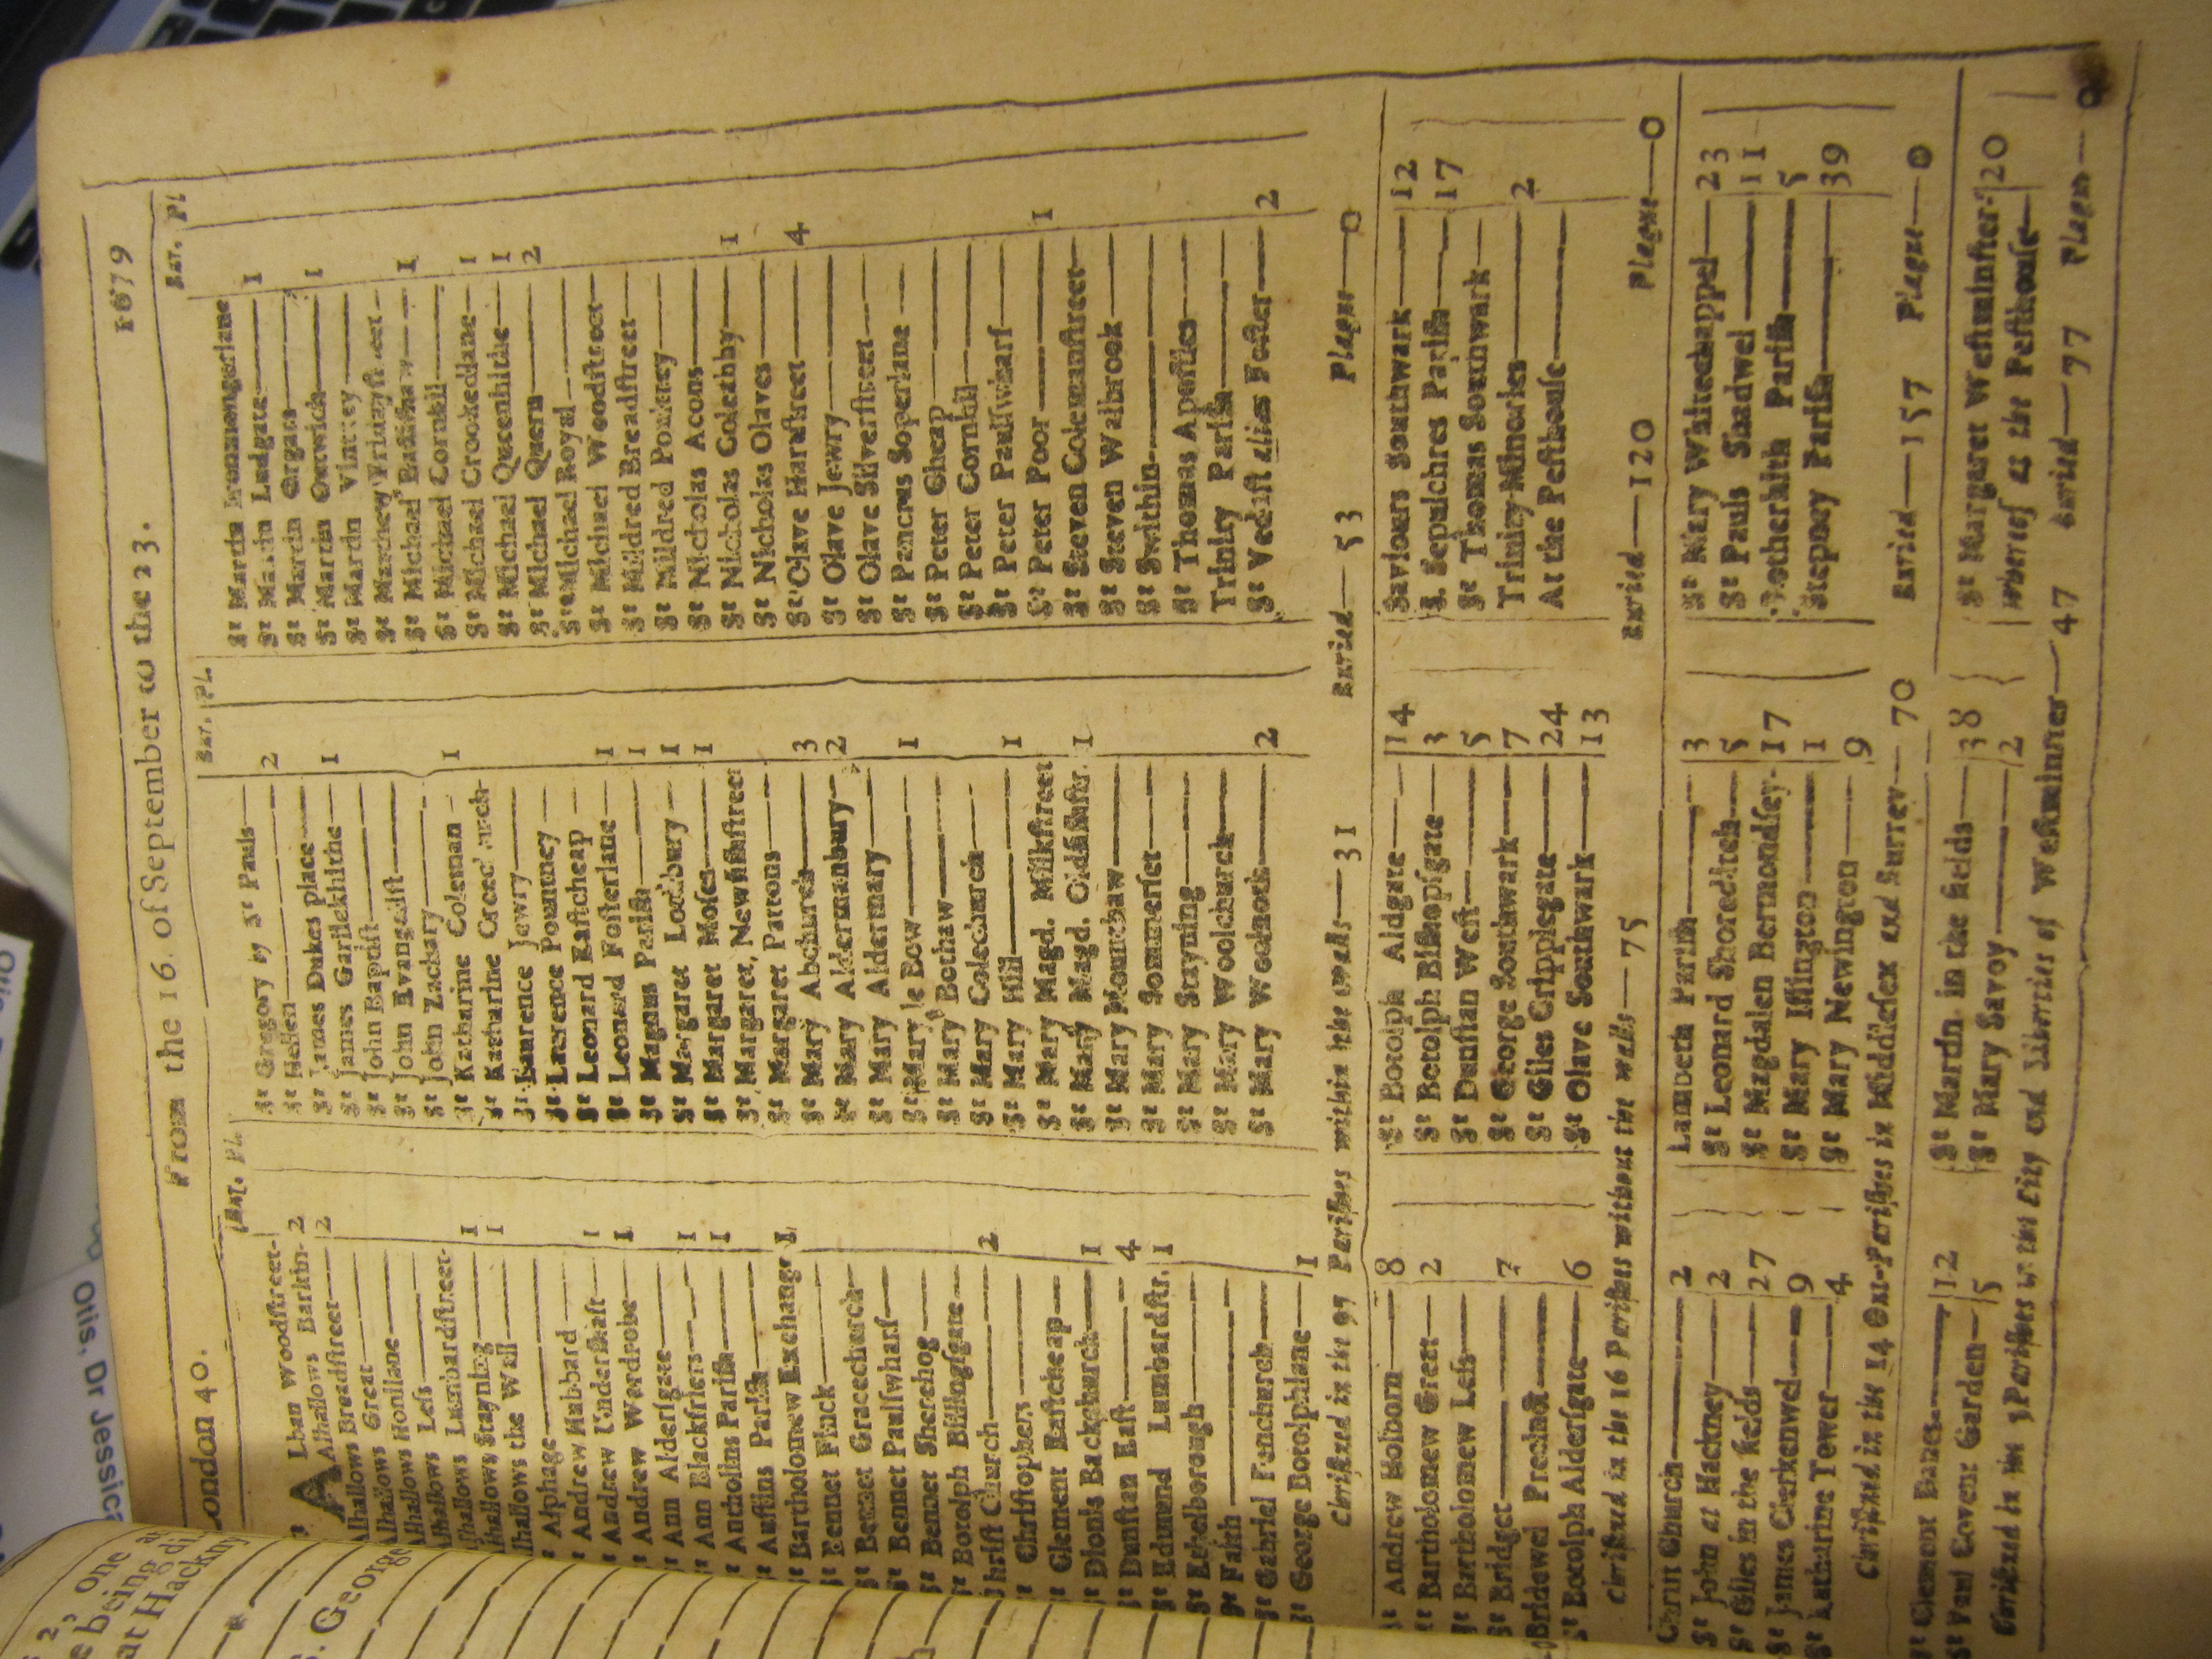 London 40. From the 16. of September to the 23. 1679
Bur. Pl.
ALban Woodstreet- 2
Alhallows Barkin- 2
Alhallows Breadstreet
Alhallows Great
Alhallows Honilane
Alhallows Less
Alhallows Lumbardstreet- 1
Alhallows Stayning 1
Alhallows the Wall
St Alphage
St Andrew Hubbard 1
St Andrew Undershaft 1
St Andrew Wardrobe
St Ann Aldersgate 1
St Ann Blackfriers 1
St Antholins Parish
St Austins Parish 1
St Bartholomew Exchange
St Bennet Finck
St Bennet Gracechurch
St Bennet Paulswharf
St Bennet Sherehog
St Botolph Billingsgate
Christ Church 2
St Christophers
St Clement Eastcheap
St Dionis Backchurch 1
St Dunstan East 4
St Edmund Lumbardstr. 1
St Ethelborough
St Faith
St Gabriel Fenchurch
St George Botolphlane 1
Bur. Pl.
St Gregory by St Pauls 2
St Hellen
St James Dukes place 1
St James Garlickhithe
St John Baptist
St John Evangelist
St John Zachary 1
St Katharine Coleman
St Katharine Creechurch
St Laurence Jewry
St Laurence Pountney
St Leonard Eastcheap 1
St Leonard Fosterlane 1
St Magnus Parish 1
St Margaret Lothbury 1
St Margaret Moses
St Margaret, Newfishstreet
St Margaret Pattons 3
St Mary Abchurch 2
St Mary Aldermanbury
St Mary Aldermary 1
St Mary le Bow
St Mary Bothaw
St Mary Colechurch 1
St Mary Hill
St Mary Magd. Milkstreet 1
St Mary Magd. Oldfishstr.
St Mary Mounthaw
St Mary Sommerset
St Mary Stayning
St Mary Woolchurch
St Mary Woolnoth 2
Bur. Pl
St Martin Ironmongerlane 1
St Martin Ludgate
St Martin Orgars 1
St Martin Outwich
St Martin Vintrey
St Matthew Fridaystreet 1
St Michael Bassishaw
St Michael Cornhil 1
St Michael Crookedlane 1
St Michael Queenhithe 2
St Michael Quern
St Michael Royal
St Michael Woodstreet
St Mildred Breadstreet
St Mildred Poultrey
St Nicholas Acons 1
St Nicholas Coleabby
St Nicholas Olaves 4
St Olave Hartstreet
St Olave Jewry
St Olave Silverstreet
St Pancras Soperlane
St Peter Cheap
St Peter Cornhil
St Peter Paulswharf 1
St Peter Poor
St Steven Colemanstreet
St Steven Walbrook
St Swithin
St Thomas Apostles
Trinity Parish
St Vedast alias Foster 2
Christned in the 97 Parishes within the walls—31 Buried—53 Plague—0
St Andrew Holborn 8
St Bartholomew Great 2
St Bartholomew Less
St Bridget 7
Bridewel Precinct
St Botolph Aldersgate 6
St Botolph Aldgate 14
St Botolph Bishopsgate 3
St Dunstan West 5
St George Southwark 7
St Giles Cripplegate 24
St Olave Southwark 13
Saviours Southwark 12
S. Sepulchres Parish 17
St Thomas Southwark
Trinity Minories 2
At the Pesthouse
Christned in the 16 Parishes without the walls—75 Buried—120 Plague—0
Christ Church 2
St John at Hackney 2
St Giles in the fields 27
St James Clerkenwel 9
St Katharine Tower 4
Lambeth Parish 3
St Leonard Shoreditch 5
St Magdalen Bermondsey- 17
St Mary Islington 1
St Mary Newington 9
St Mary Whitechappel 23
St Pauls Shadwel 11
Rotherhith Parish 5
Stepney Parish 39
Christned in the 14 Out-Parishes in Middlesex and Surrey—70 Buried—157 Plague—0
St Clement Danes 12
St Paul Covent Garden 5
St Martin in the fields 38
St Mary Savoy 2
St Margaret Westminster- 20
whereof at the Pesthouse
Christned in the 5 Parishes in the City and Liberties of Westminster—47 Buried—77 Plague—0
2, one a
e being
at Hackny
S. George
Otis, Dr Jessica